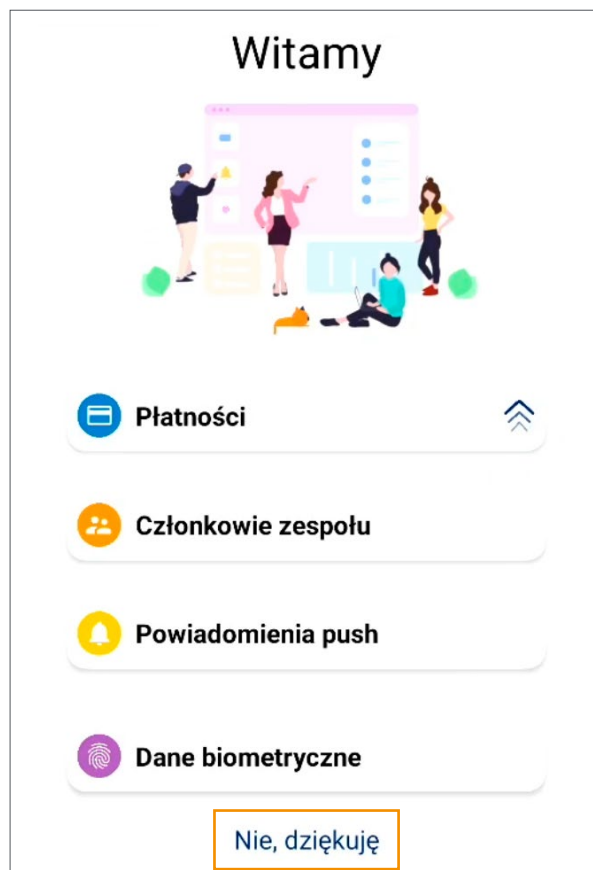 Witamy
Płatności
Członkowie zespołu
Powiadomienia push
Dane biometryczne
Nie, dziękuję